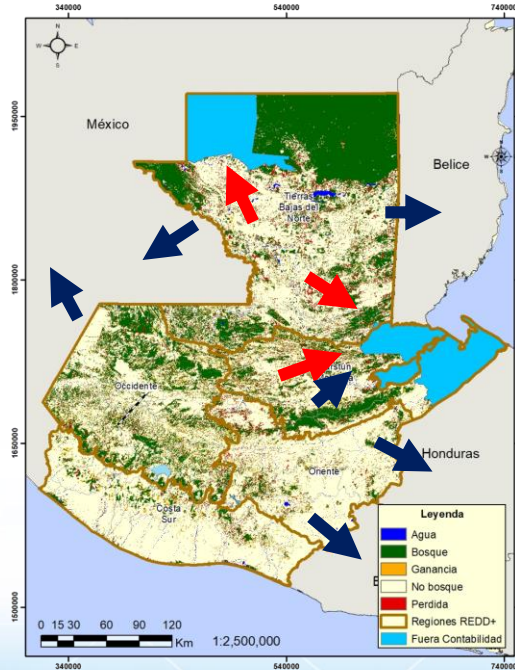 340000 540000 740000
N
W E
S
1950000
México
Belice
Tierras
Bajas del
Norte
1800000
Occidente
1650000
Honduras
Oriente
Costa
Sur
Leyenda
Agua
Bosque
Ganancia
No bosque
Perdida
Regiones REDD+
Fuera Contabilidad
1500000
0 15 30 60 90 120
Km
1:2,500,000
340000 540000 740000